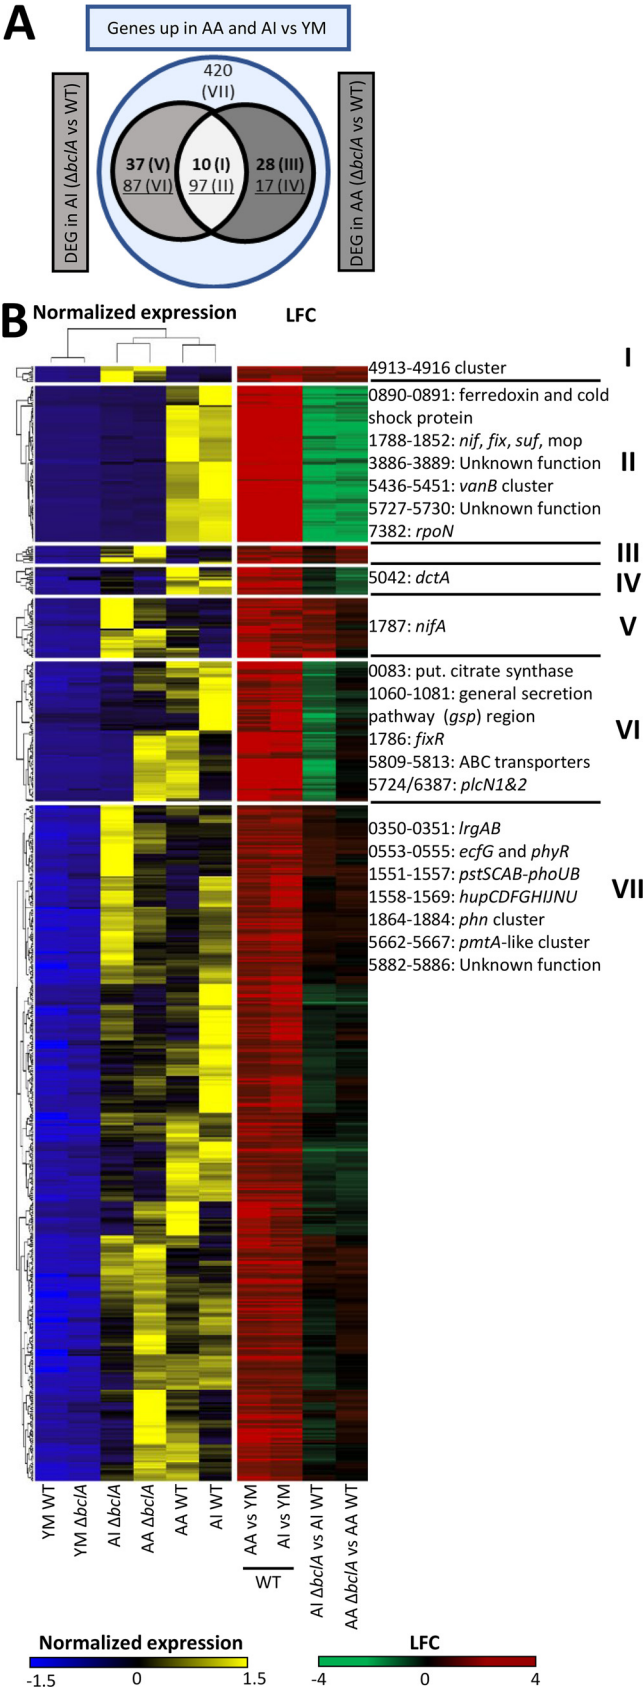 A
Genes up in AA and AI vs YM
DEG in AI (ΔbclA vs WT)
420
(VII)
37 (V)
87 (VI)
10 (I)
97 (II)
28 (III)
17 (IV)
DEG in AA (ΔbclA vs WT)
B
Normalized expression
LFC
4913-4916 cluster
I
0890-0891: ferredoxin and cold
shock protein
1788-1852: nif, fix, suf, mop
3886-3889: Unknown function
5436-5451: vanB cluster
5727-5730: Unknown function
7382: rpoN
II
III
5042: dctA
IV
1787: nifA
V
0083: put. citrate synthase
1060-1081: general secretion
pathway (gsp) region
1786: fixR
5809-5813: ABC transporters
5724/6387: plcN1&2
VI
0350-0351: lrgAB
0553-0555: ecfG and phyR
1551-1557: pstSCAB-phoUB
1558-1569: hupCDFGHIJNU
1864-1884: phn cluster
5662-5667: pmtA-like cluster
5882-5886: Unknown function
VII
YM WT
YM ΔbclA
AI ΔbclA
AA ΔbclA
AA WT
AI WT
AA vs YM
AI vs YM
WT
AI ΔbclA vs AI WT
AA ΔbclA vs AA WT
Normalized expression
-1.5
0
1.5
LFC
-4
0
4